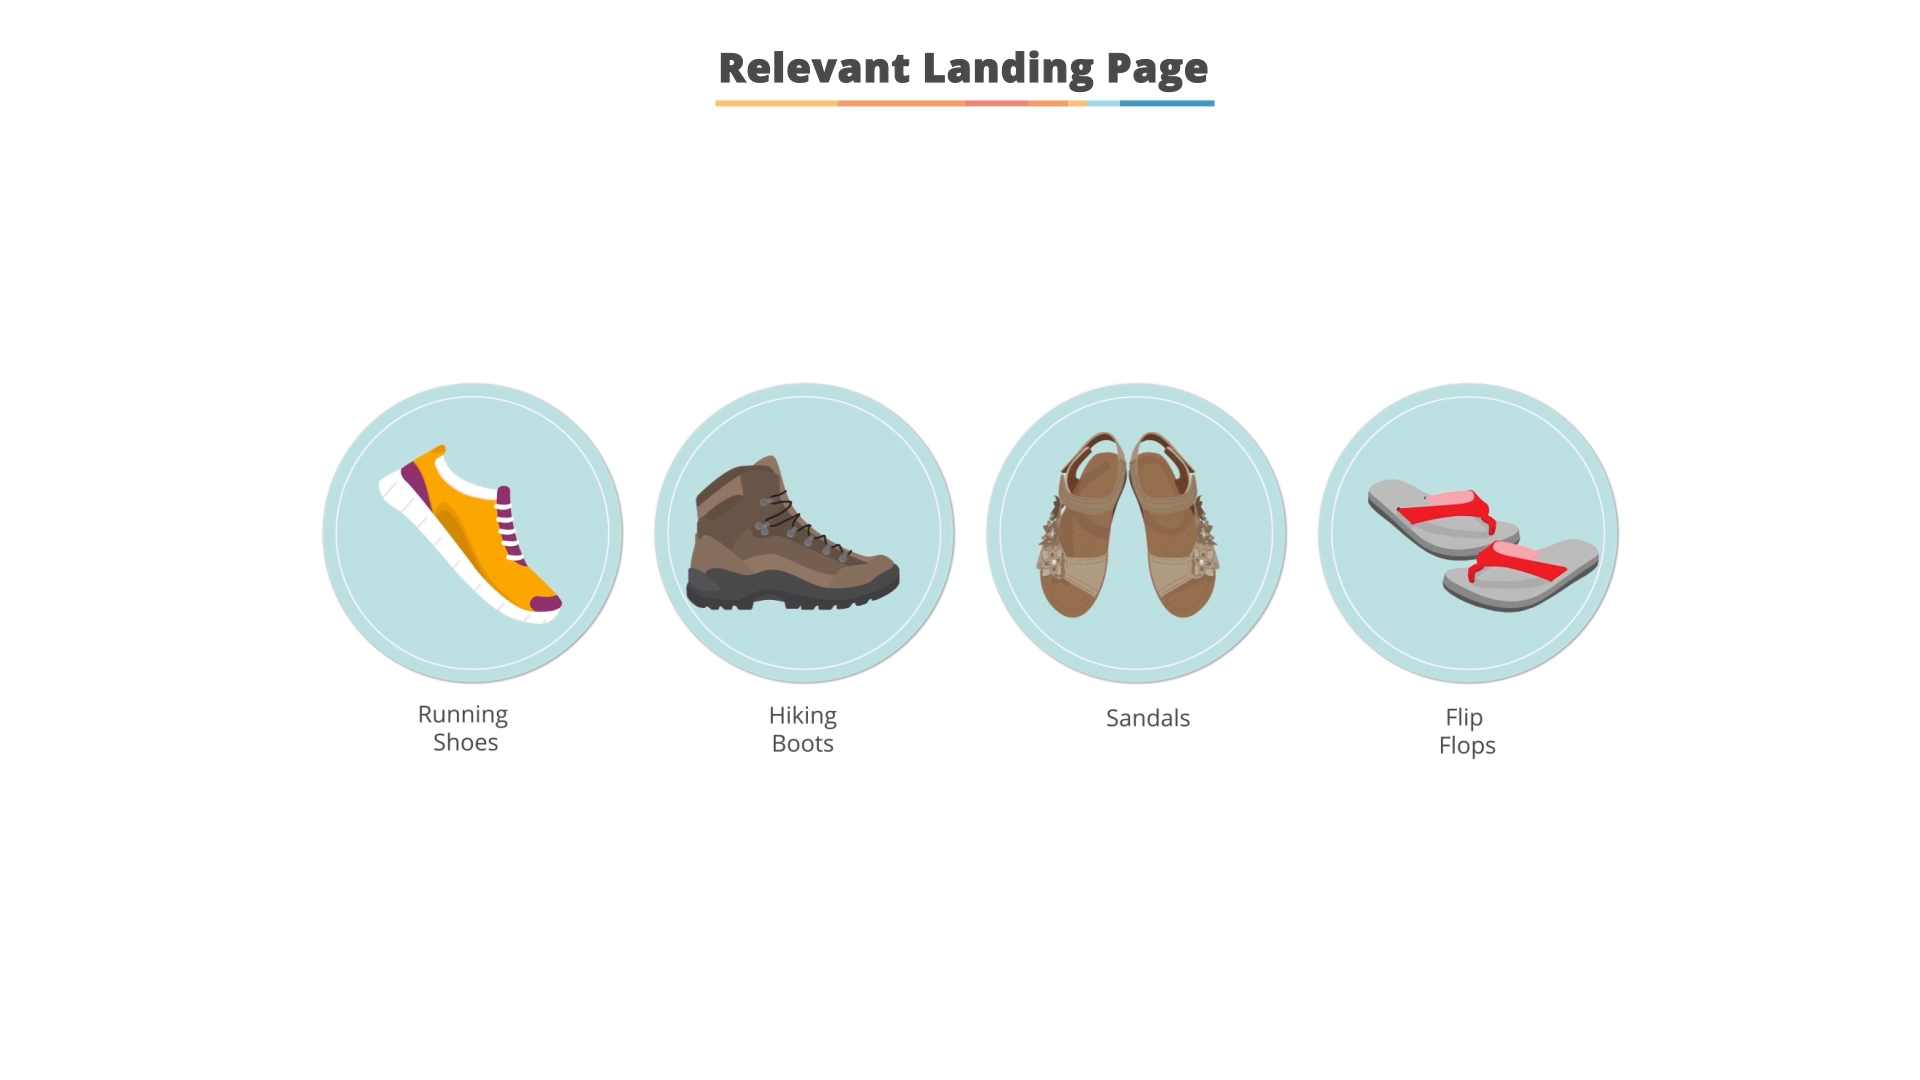 Relevant Landing Page
Running
Shoes
Hiking
Boots
Sandals
Flip
Flops